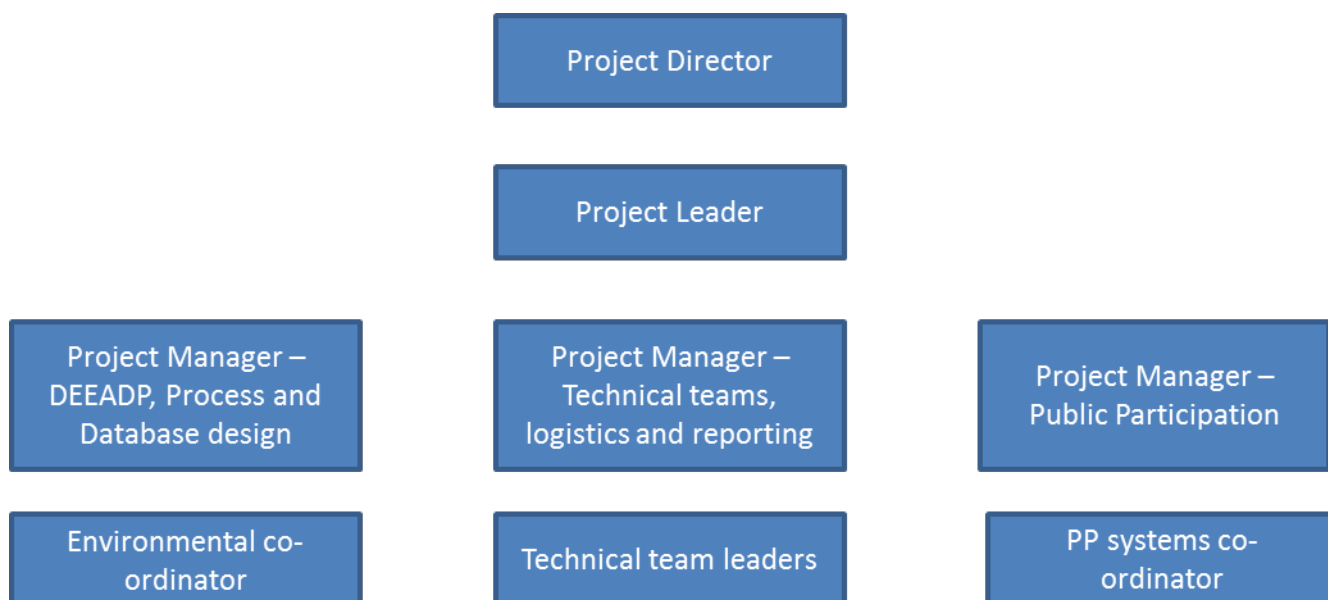 Project Director
Project Leader
Project Manager –
DEEADP, Process and
Database design
Project Manager –
Technical teams,
logistics and reporting
Project Manager –
Public Participation
Environmental co-
ordinator
Technical team leaders
PP systems co-
ordinator